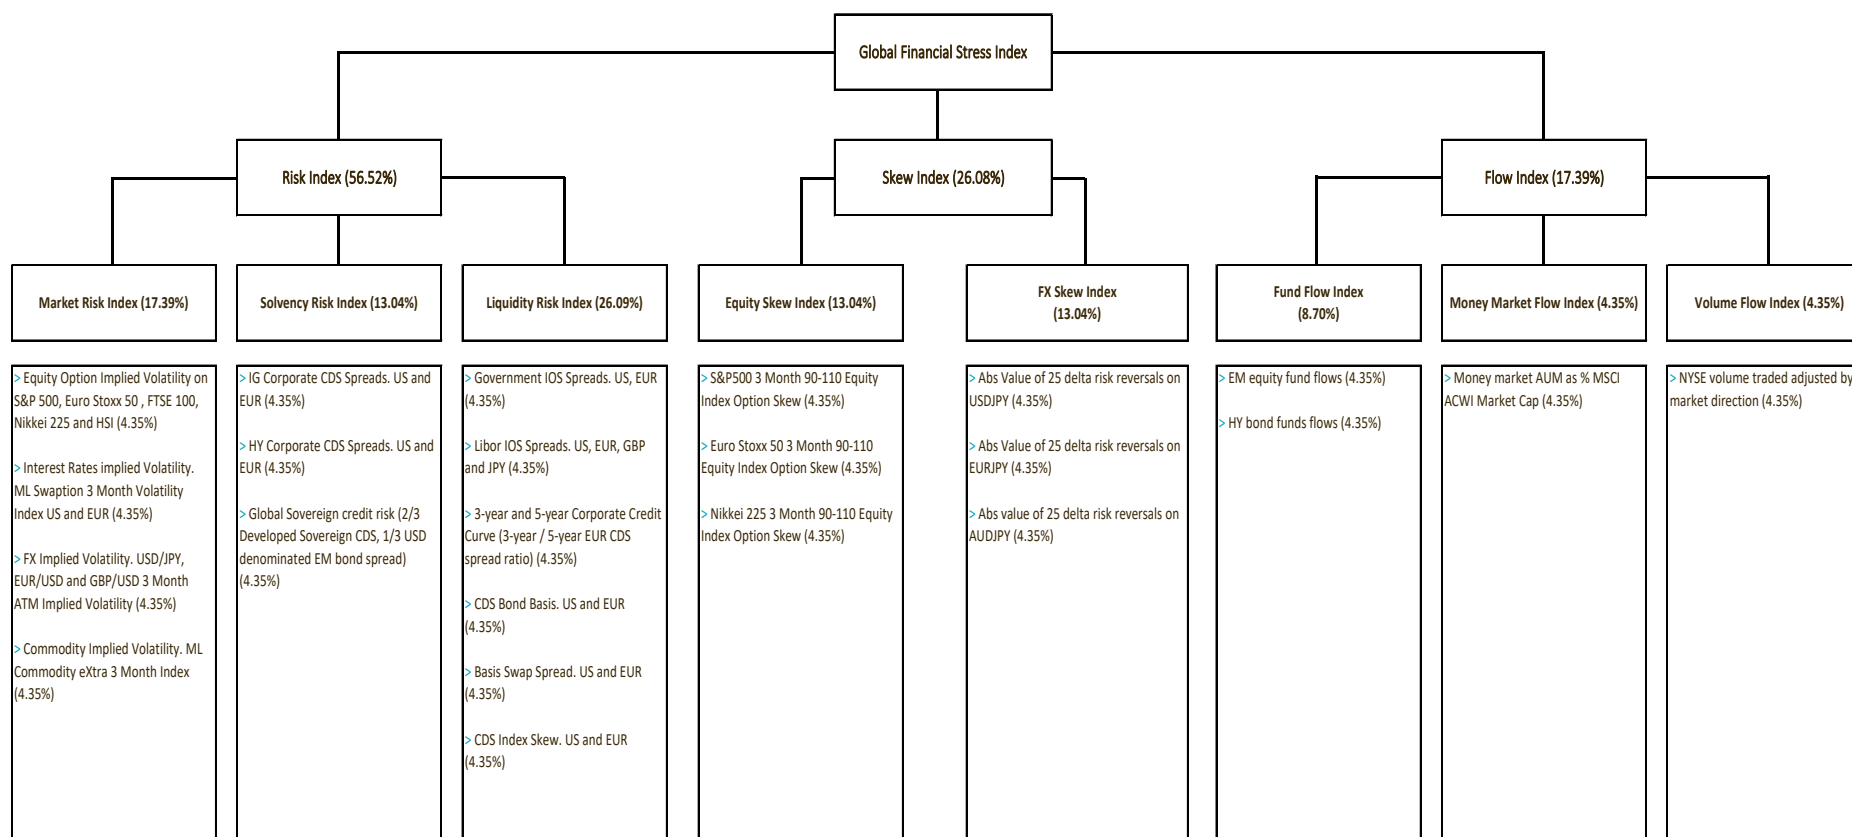 Global Financial Stress Index
Risk Index (56.52%)
Skew Index (26.08%)
Flow Index (17.39%)
Market Risk Index (17.39%)
Solvency Risk Index (13.04%)
Liquidity Risk Index (26.09%)
Equity Skew Index (13.04%)
FX Skew Index
(13.04%)
Fund Flow Index
(8.70%)
Money Market Flow Index (4.35%)
Volume Flow Index (4.35%)
> Equity Option Implied Volatility on
S&P 500, Euro Stoxx 50 , FTSE 100,
Nikkei 225 and HSI (4.35%)
> Interest Rates implied Volatility.
ML Swaption 3 Month Volatility
Index US and EUR (4.35%)
> FX Implied Volatility. USD/JPY,
EUR/USD and GBP/USD 3 Month
ATM Implied Volatility (4.35%)
> Commodity Implied Volatility. ML
Commodity eXtra 3 Month Index
(4.35%)
> IG Corporate CDS Spreads. US and
EUR (4.35%)
> HY Corporate CDS Spreads. US and
EUR (4.35%)
> Global Sovereign credit risk (2/3
Developed Sovereign CDS, 1/3 USD
denominated EM bond spread)
(4.35%)
> Government IOS Spreads. US, EUR
(4.35%)
> Libor IOS Spreads. US, EUR, GBP
and JPY (4.35%)
> 3-year and 5-year Corporate Credit
Curve (3-year / 5-year EUR CDS
spread ratio) (4.35%)
> CDS Bond Basis. US and EUR
(4.35%)
> Basis Swap Spread. US and EUR
(4.35%)
> CDS Index Skew. US and EUR
(4.35%)
> S&P500 3 Month 90-110 Equity
Index Option Skew (4.35%)
> Euro Stoxx 50 3 Month 90-110
Equity Index Option Skew (4.35%)
> Nikkei 225 3 Month 90-110 Equity
Index Option Skew (4.35%)
> Abs Value of 25 delta risk reversals on
USDJPY (4.35%)
> Abs Value of 25 delta risk reversals on
EURJPY (4.35%)
> Abs value of 25 delta risk reversals on
AUDJPY (4.35%)
> EM equity fund flows (4.35%)
> HY bond funds flows (4.35%)
> Money market AUM as % MSCI
ACWI Market Cap (4.35%)
> NYSE volume traded adjusted by
market direction (4.35%)